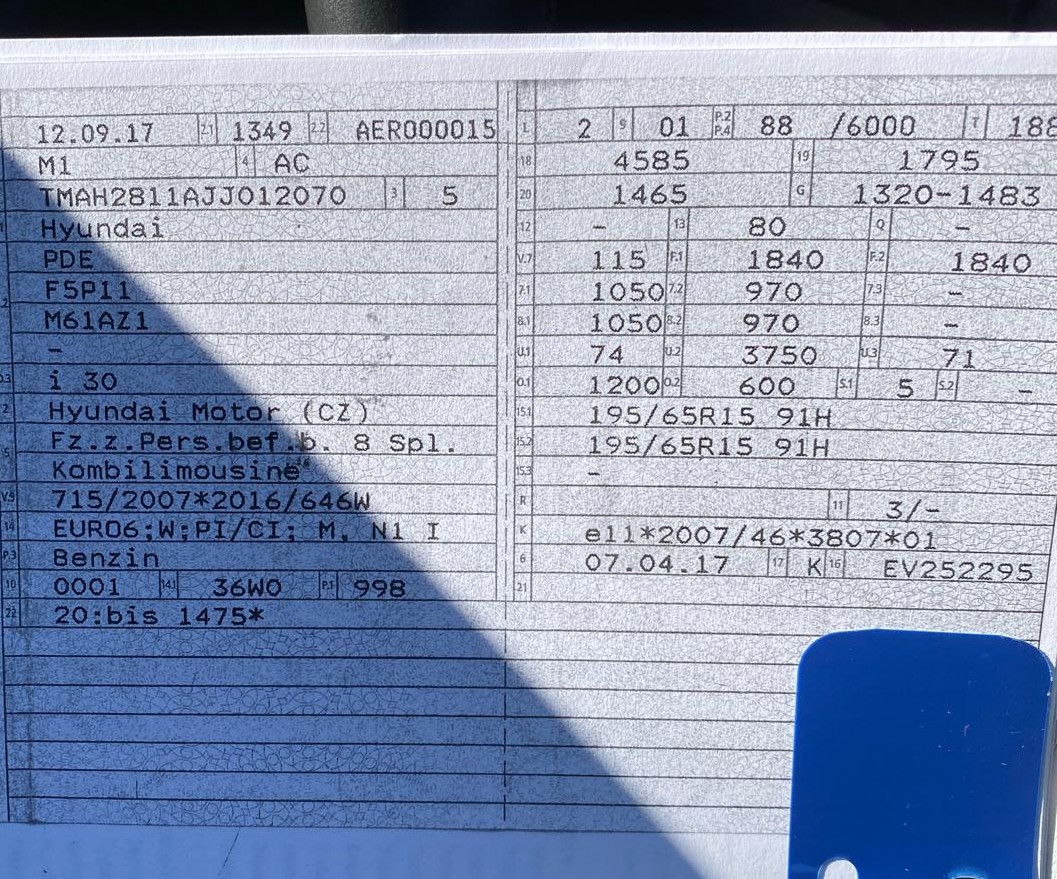 12.09.17 2.1 1349 2.2 AER000015
M1 4 AC
TMAH2811AJJ012070 3 5
Hyundai
PDE
F5P11
M61AZ1
–
i 30
2 Hyundai Motor (CZ)
5 Fz.z.Pers.bef.b. 8 Spl.
Kombilimousine
V.9 715/2007*2016/646W
14 EURO6;W;PI/CI; M, N1 I
P.3 Benzin
10 0001 14.1 36W0 P.1 998
22 20:bis 1475*
L 2 9 01 P.2 P.4 88 /6000 T 188
18 4585 19 1795
20 1465 G 1320-1483
12 – 13 80 Q –
V.7 115 F.1 1840 F.2 1840
7.1 1050 7.2 970 7.3 –
8.1 1050 8.2 970 8.3 –
U.1 74 U.2 3750 U.3 71
O.1 1200 O.2 600 S.1 5 S.2 –
15.1 195/65R15 91H
15.2 195/65R15 91H
15.3 –
R 11 3/-
K e11*2007/46*3807*01
6 07.04.17 17 K 16 EV252295
21